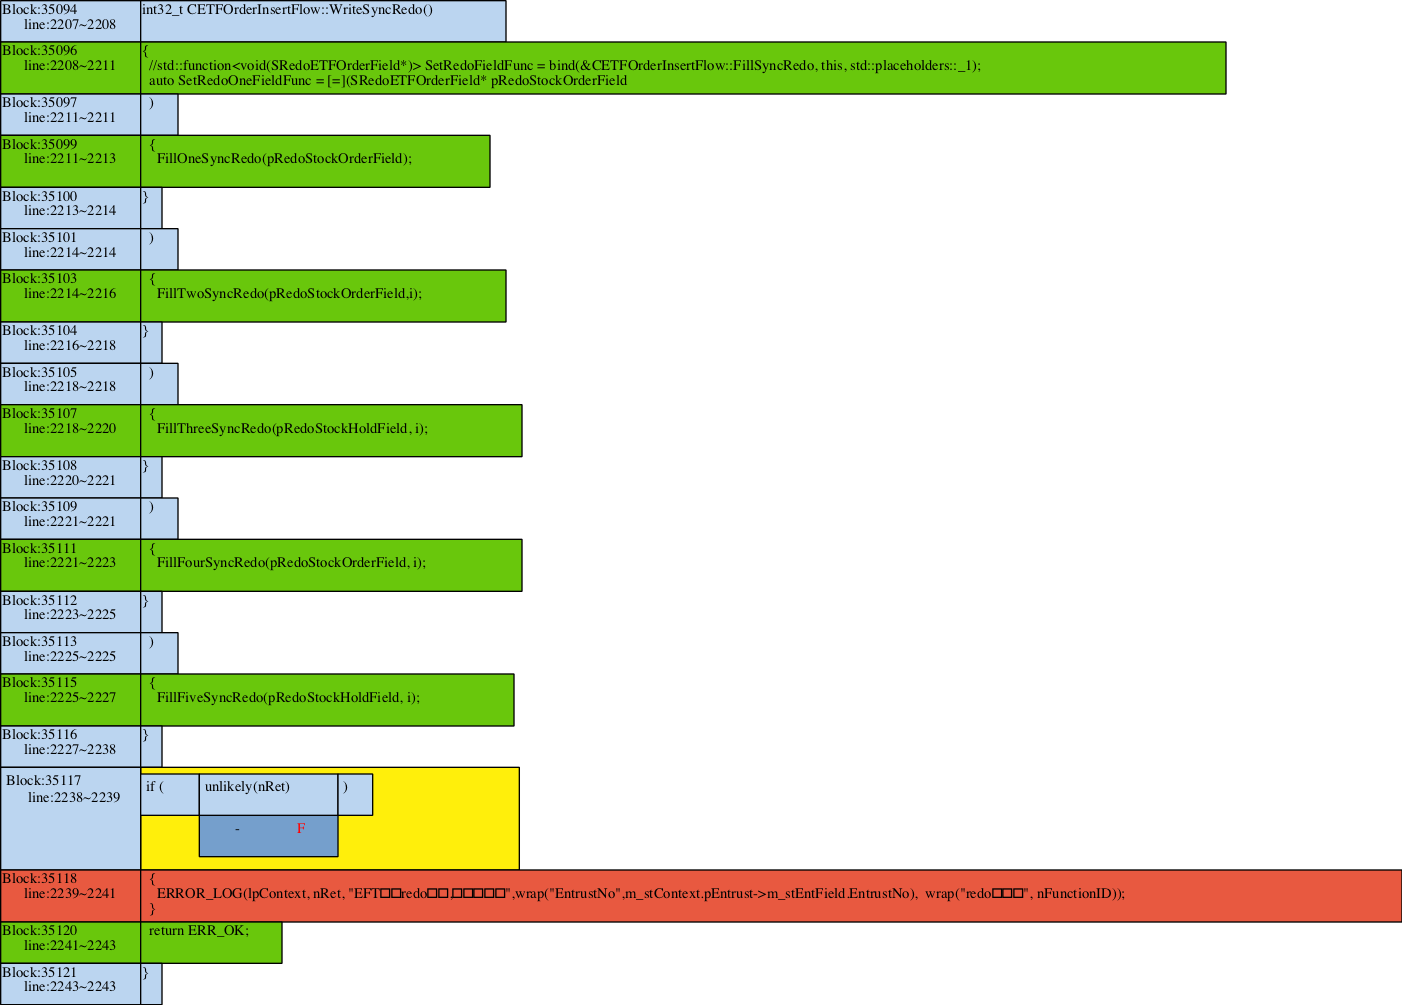 Block:35094 int32_t CETFOrderInsertFlow::WriteSyncRedo()
line:2207~2208
Block:35096 {
line:2208~2211 //std::function<void(SRedoETFOrderField*)> SetRedoFieldFunc = bind(&CETFOrderInsertFlow::FillSyncRedo, this, std::placeholders::_1);
auto SetRedoOneFieldFunc = [=](SRedoETFOrderField* pRedoStockOrderField
Block:35097 )
line:2211~2211
Block:35099 {
line:2211~2213 FillOneSyncRedo(pRedoStockOrderField);
Block:35100 }
line:2213~2214
Block:35101 )
line:2214~2214
Block:35103 {
line:2214~2216 FillTwoSyncRedo(pRedoStockOrderField,i);
Block:35104 }
line:2216~2218
Block:35105 )
line:2218~2218
Block:35107 {
line:2218~2220 FillThreeSyncRedo(pRedoStockHoldField, i);
Block:35108 }
line:2220~2221
Block:35109 )
line:2221~2221
Block:35111 {
line:2221~2223 FillFourSyncRedo(pRedoStockOrderField, i);
Block:35112 }
line:2223~2225
Block:35113 )
line:2225~2225
Block:35115 {
line:2225~2227 FillFiveSyncRedo(pRedoStockHoldField, i);
Block:35116 }
line:2227~2238
Block:35117 if ( unlikely(nRet) )
line:2238~2239
- F
Block:35118 {
line:2239~2241 ERROR_LOG(lpContext, nRet, "EFT□□redo□□,□□□□□",wrap("EntrustNo",m_stContext.pEntrust->m_stEntField.EntrustNo), wrap("redo□□□", nFunctionID));
}
Block:35120 return ERR_OK;
line:2241~2243
Block:35121 }
line:2243~2243